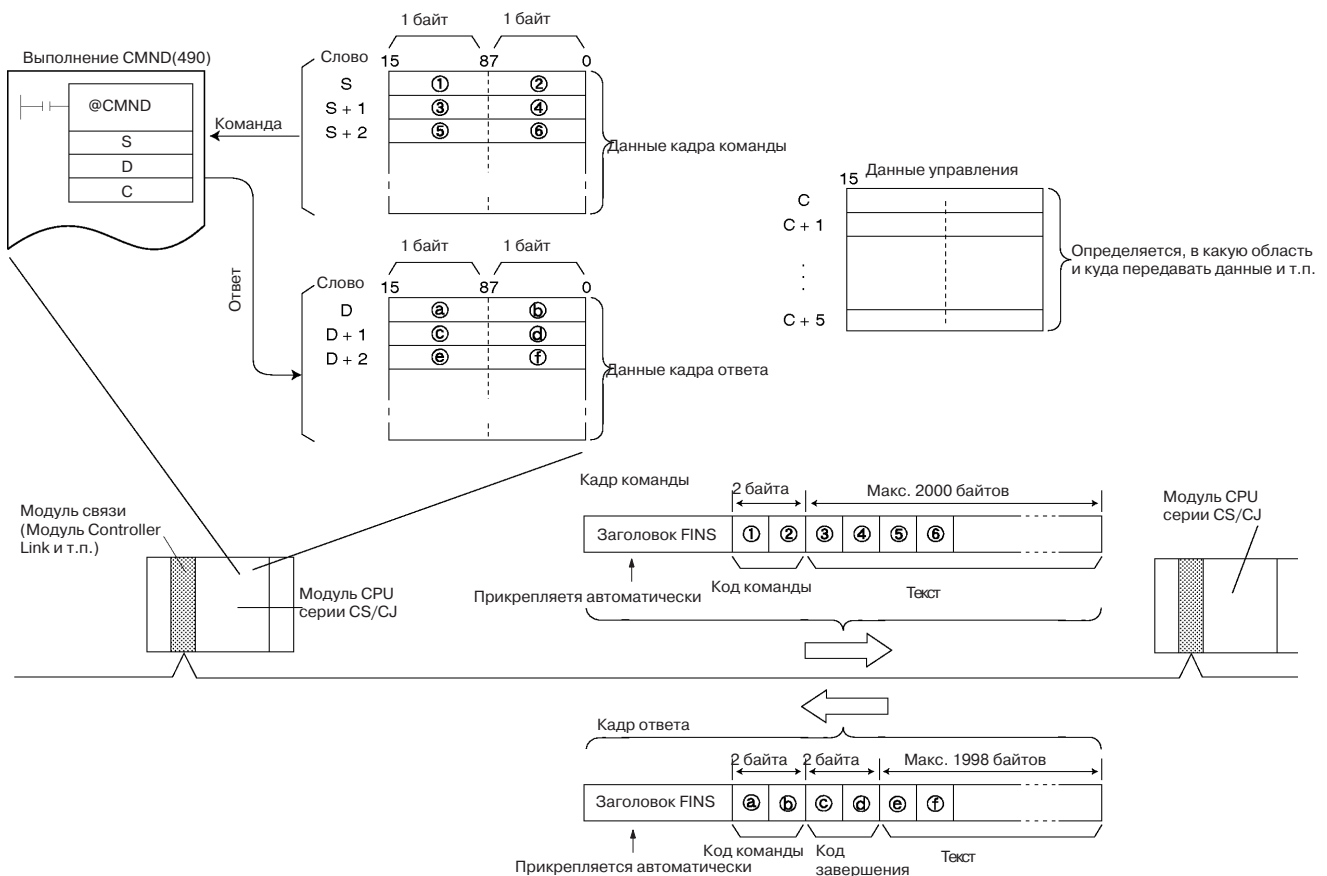 1 байт 1 байт
Выполнение CMND(490)
Слово 15 87 0
@CMND
S
D
C
Команда
S ① ②
S + 1 ③ ④
S + 2 ⑤ ⑥
Данные кадра команды
15 Данные управления
C
C + 1
.
.
.
C + 5
Определяется, в какую область
и куда передавать данные и т.п.
Ответ
1 байт 1 байт
Слово 15 87 0
D ⓐ ⓑ
D + 1 ⓒ ⓓ
D + 2 ⓔ ⓕ
Данные кадра ответа
Модуль связи
(Модуль Controller
Link и т.п.)
Модуль CPU
серии CS/CJ
Кадр команды
2 байта Макс. 2000 байтов
Заголовок FINS ① ② ③ ④ ⑤ ⑥
Прикрепляетя автоматически
Код команды
Текст
Модуль CPU
серии CS/CJ
Кадр ответа
2 байта 2 байта Макс. 1998 байтов
Заголовок FINS ⓐ ⓑ ⓒ ⓓ ⓔ ⓕ
Прикрепляется автоматически
Код команды
Код
завершения
Текст